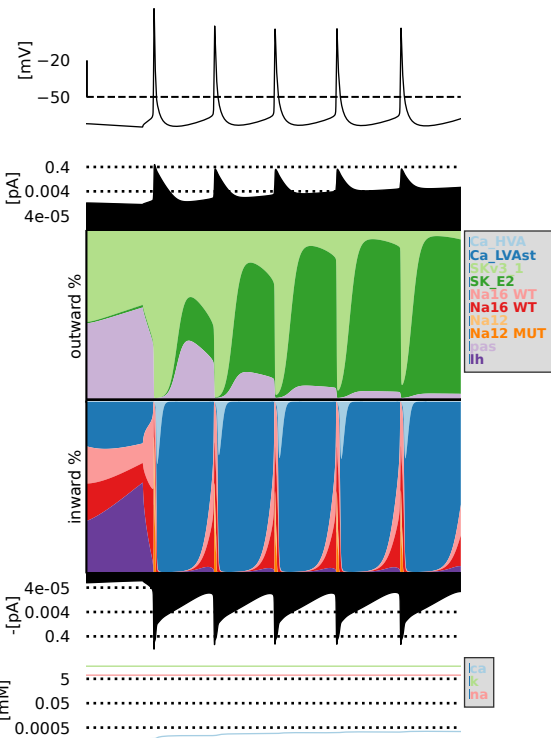 [mV]
−20
−50
[pA]
0.4
0.004
4e-05
outward %
Ca_HVA
Ca_LVAst
SKv3_1
SK_E2
Na16 WT
Na16 WT
Na12
Na12 MUT
pas
Ih
inward %
-[pA]
4e-05
0.004
0.4
[mM]
5
0.05
0.0005
ca
k
na